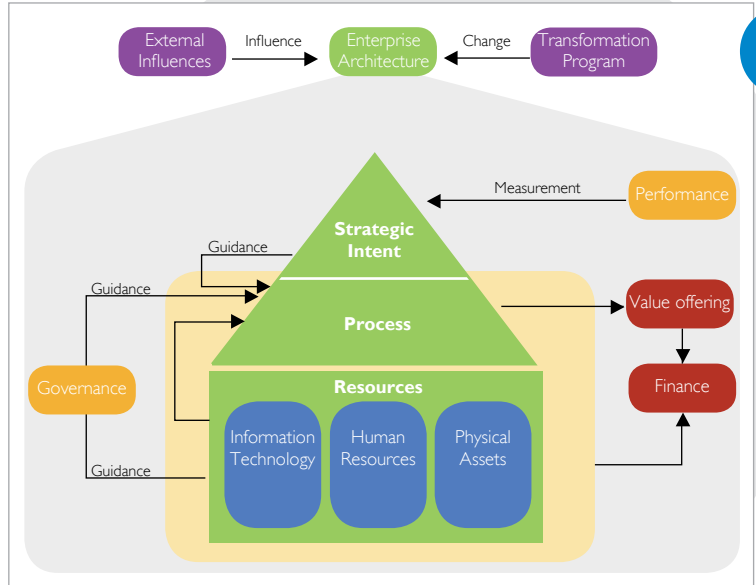 External
Influences
Influence
Enterprise
Architecture
Change
Transformation
Program
Measurement
Performance
Strategic
Intent
Guidance
Guidance
Value offering
Process
Governance
Resources
Finance
Information
Technology
Human
Resources
Physical
Assets
Guidance